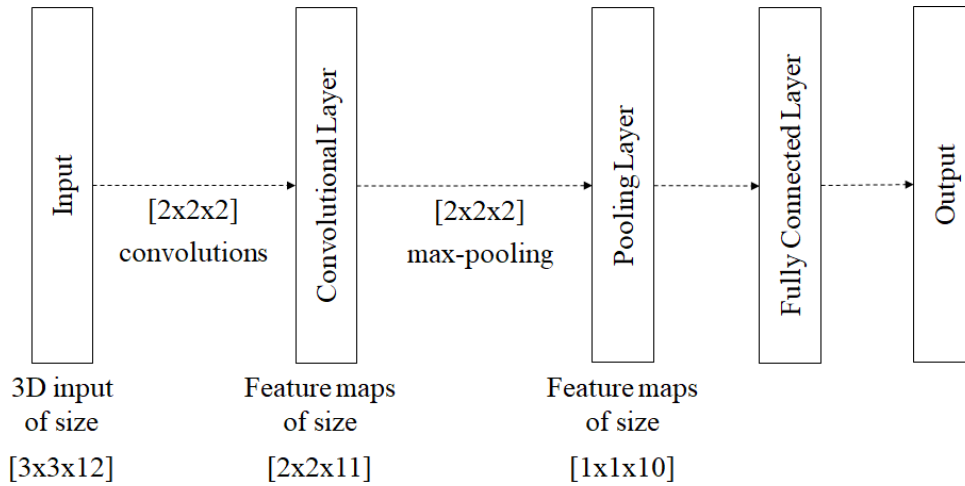 Input
[2x2x2]
convolutions
Convolutional Layer
[2x2x2]
max-pooling
Pooling Layer
Fully Connected Layer
Output
3D input
of size
[3x3x12]
Feature maps
of size
[2x2x11]
Feature maps
of size
[1x1x10]